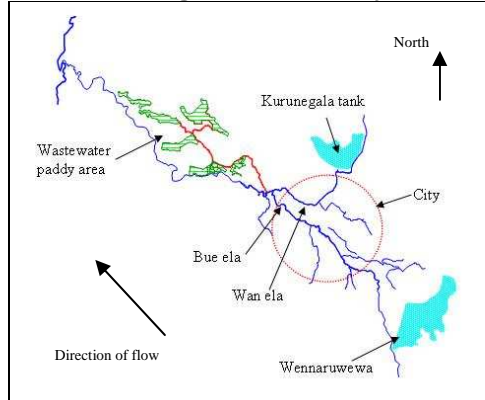 North
Kurunegala tank
Wastewater
paddy area
City
Bue ela
Wan ela
Direction of flow
Wennaruwewa